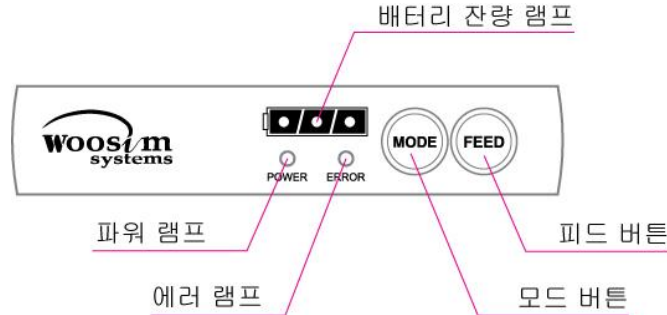 배터리 잔량 램프
Woosim
systems
MODE
FEED
POWER
ERROR
파워 램프
피드 버튼
에러 램프
모드 버튼